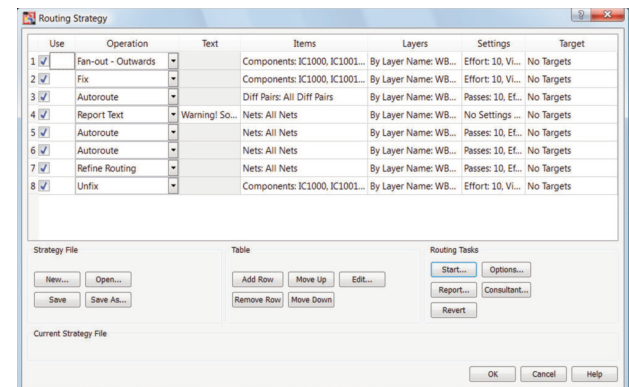 Routing Strategy
Use Operation Text Items Layers Settings Target
1 Fan-out - Outwards Components: IC1000, IC1001... By Layer Name: WB... Effort: 10, Vi... No Targets
2 Fix Components: IC1000, IC1001... By Layer Name: WB... Effort: 10, Vi... No Targets
3 Autoroute Diff Pairs: All Diff Pairs By Layer Name: WB... Passes: 10, Ef... No Targets
4 Report Text Warning! So... Nets: All Nets By Layer Name: WB... No Settings ... No Targets
5 Autoroute Nets: All Nets By Layer Name: WB... Passes: 10, Ef... No Targets
6 Autoroute Nets: All Nets By Layer Name: WB... Passes: 10, Ef... No Targets
7 Refine Routing Nets: All Nets By Layer Name: WB... Passes: 10, Ef... No Targets
8 Unfix Components: IC1000, IC1001... By Layer Name: WB... Effort: 10, Vi... No Targets
Strategy File Table Routing Tasks
New... Open... Add Row Move Up Edit... Start... Options...
Save Save As... Remove Row Move Down Report... Consultant...
Revert
Current Strategy File
OK Cancel Help